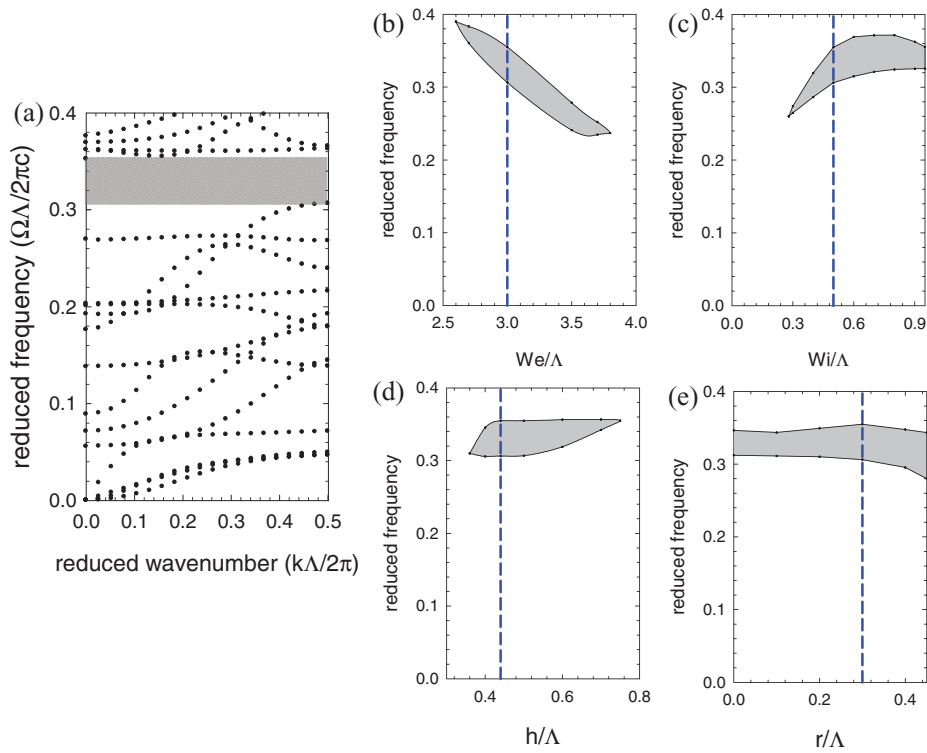 (a)
0.4
0.3
0.2
0.1
0.0
0.0 0.1 0.2 0.3 0.4 0.5
reduced frequency (ΩΛ/2πc)
reduced wavenumber (kΛ/2π)
(b)
0.4
0.3
0.2
0.1
0.0
2.5 3.0 3.5 4.0
reduced frequency
We/Λ
(c)
0.4
0.3
0.2
0.1
0.0
0.0 0.3 0.6 0.9
reduced frequency
Wi/Λ
(d)
0.4
0.3
0.2
0.1
0.0
0.4 0.6 0.8
reduced frequency
h/Λ
(e)
0.4
0.3
0.2
0.1
0.0
0.0 0.2 0.4
reduced frequency
r/Λ